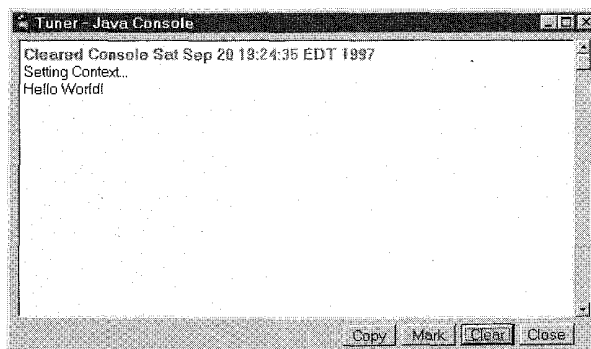 Tuner - Java Console
Cleared Console Sat Sep 20 19:24:35 EDT 1997
Setting Context...
Hello World!
Copy Mark Clear Close